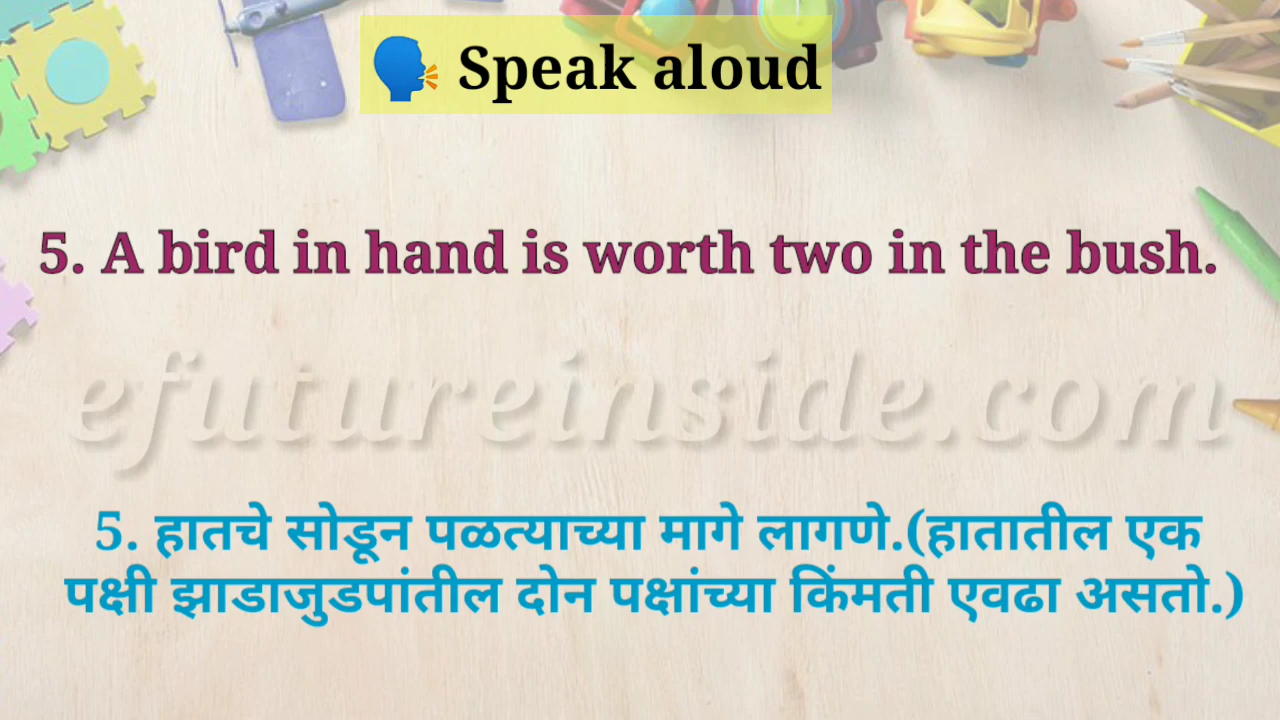 🗣 Speak aloud
5. A bird in hand is worth two in the bush.
efutureinside.com
5. हातचे सोडून पळत्याच्या मागे लागणे.(हातातील एक
पक्षी झाडाजुडपांतील दोन पक्षांच्या किंमती एवढा असतो.)